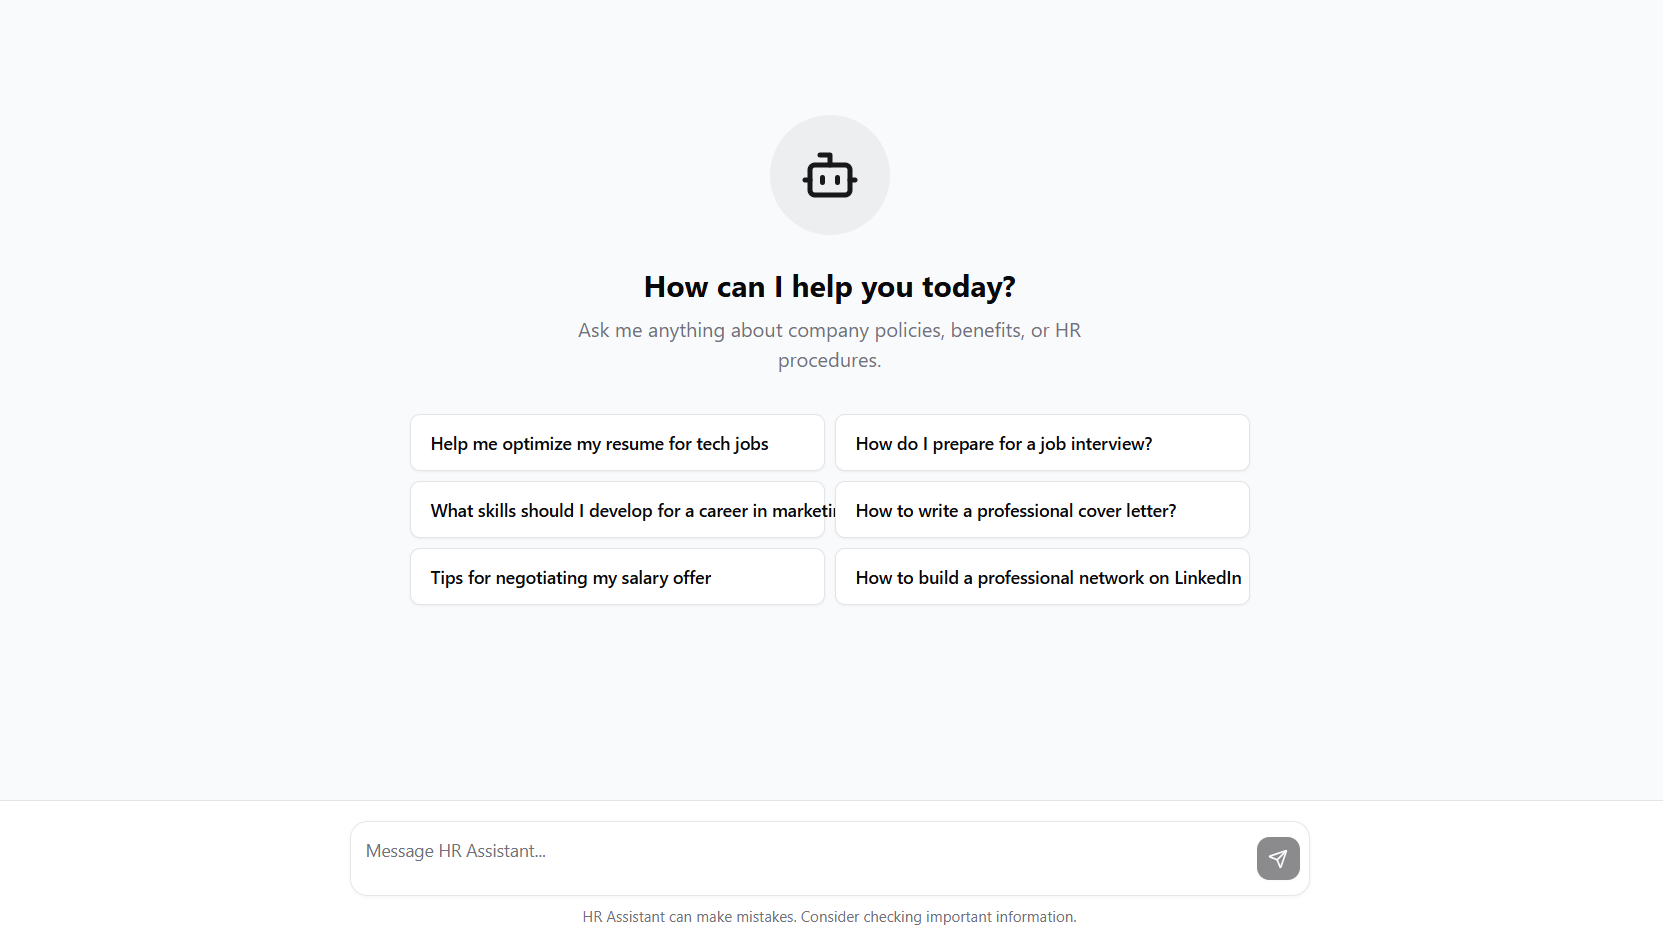 How can I help you today?
Ask me anything about company policies, benefits, or HR
procedures.
Help me optimize my resume for tech jobs
How do I prepare for a job interview?
What skills should I develop for a career in
How to write a professional cover letter?
Tips for negotiating my salary offer
How to build a professional network on LinkedIn
Message HR Assistant...
HR Assistant can make mistakes. Consider checking important information.